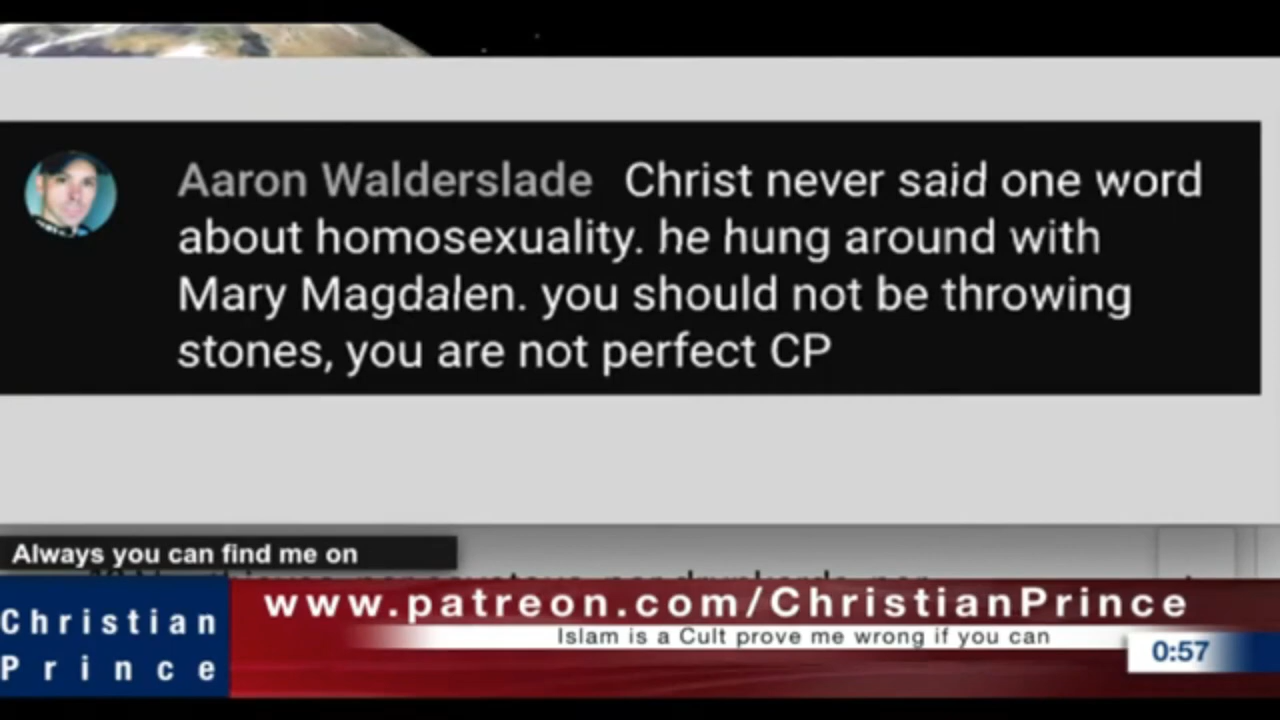 Aaron Walderslade Christ never said one word
about homosexuality. he hung around with
Mary Magdalen. you should not be throwing
stones, you are not perfect CP
Always you can find me on
Christian
Prince
www.patreon.com/ChristianPrince
Islam is a Cult prove me wrong if you can
0:57